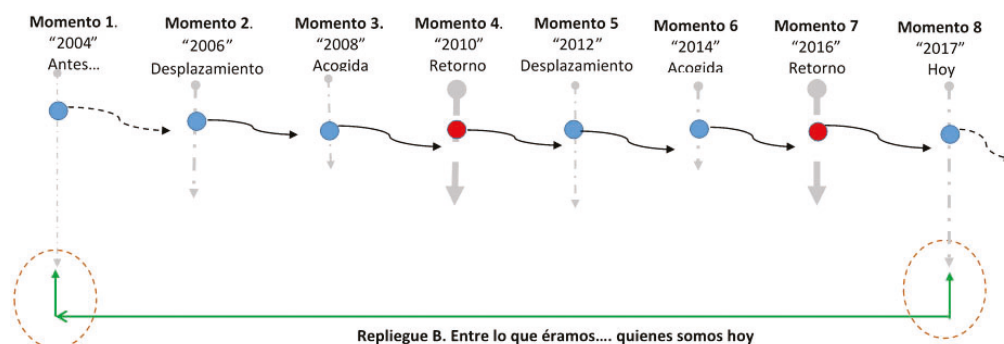 Momento 1.
“2004”
Antes...
Momento 2.
“2006”
Desplazamiento
Momento 3.
“2008”
Acogida
Momento 4.
“2010”
Retorno
Momento 5
“2012”
Desplazamiento
Momento 6
“2014”
Acogida
Momento 7
“2016”
Retorno
Momento 8
“2017”
Hoy
Repliegue B. Entre lo que éramos.... quienes somos hoy